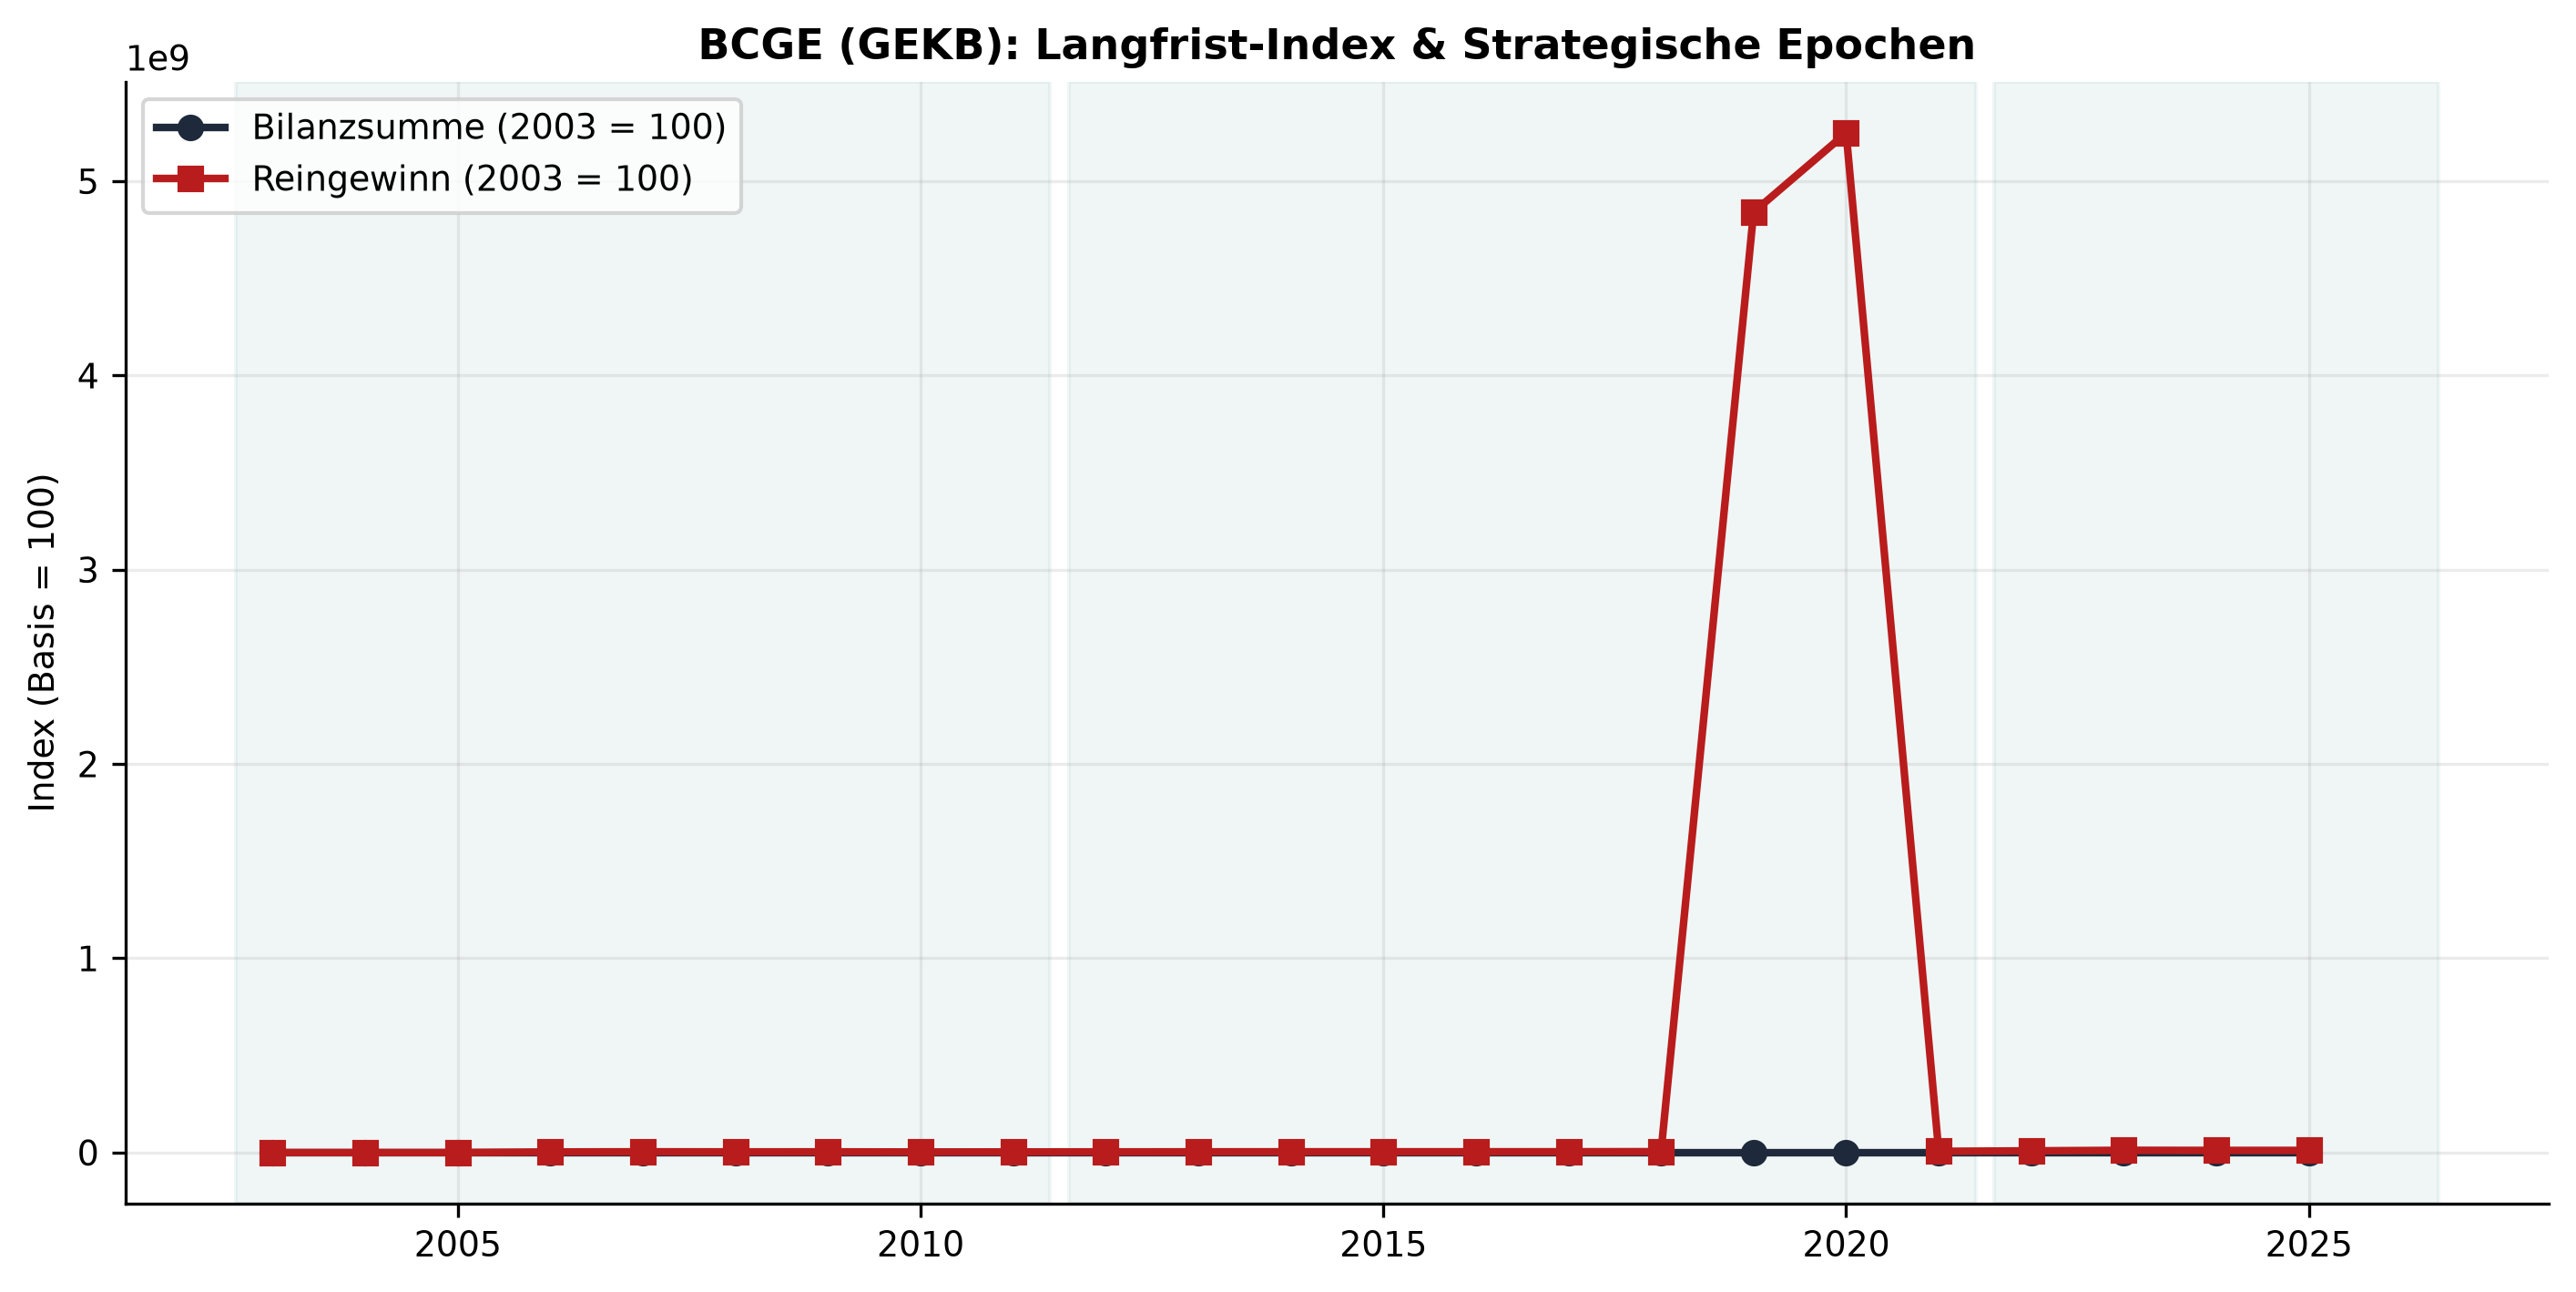 BCGE (GEKB): Langfrist-Index & Strategische Epochen
1e9
Bilanzsumme (2003 = 100)
Reingewinn (2003 = 100)
Index (Basis = 100)
5
4
3
2
1
0
2005 2010 2015 2020 2025